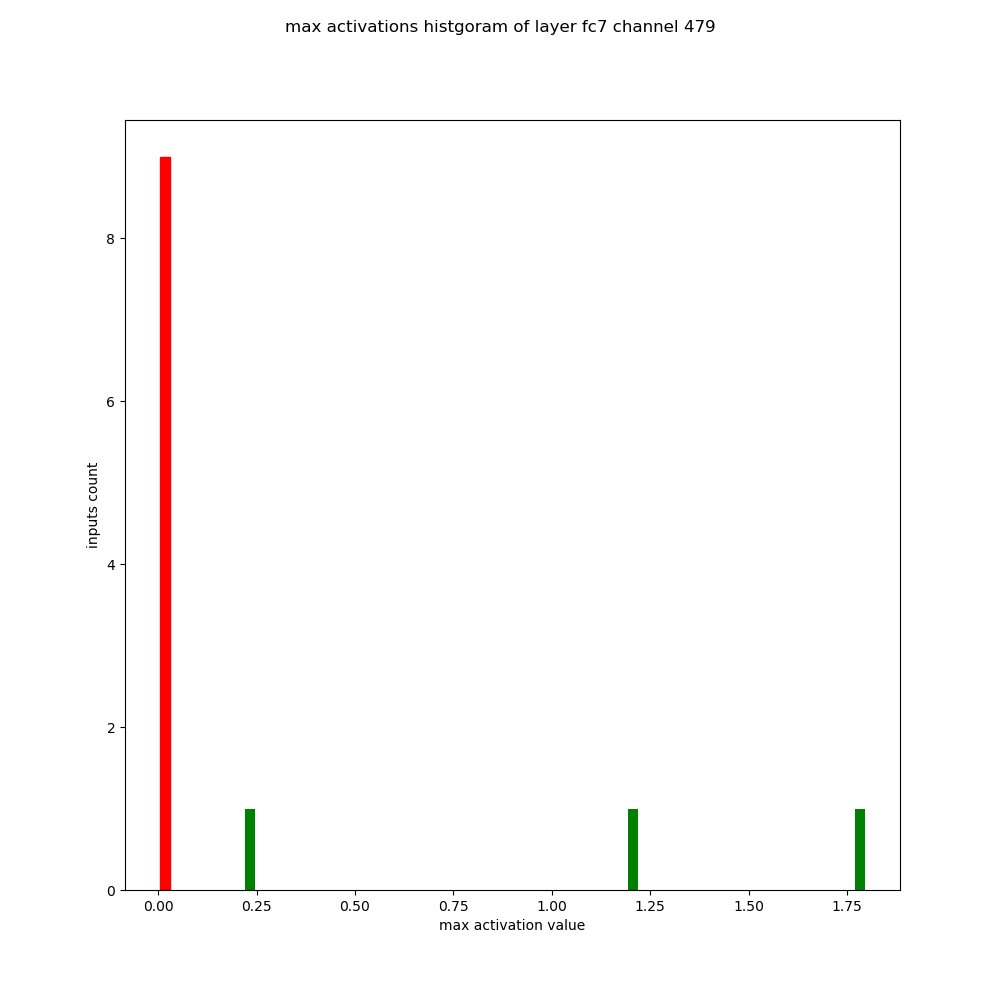 max activations histgoram of layer fc7 channel 479
8
6
4
2
0
inputs count
0.00 0.25 0.50 0.75 1.00 1.25 1.50 1.75
max activation value